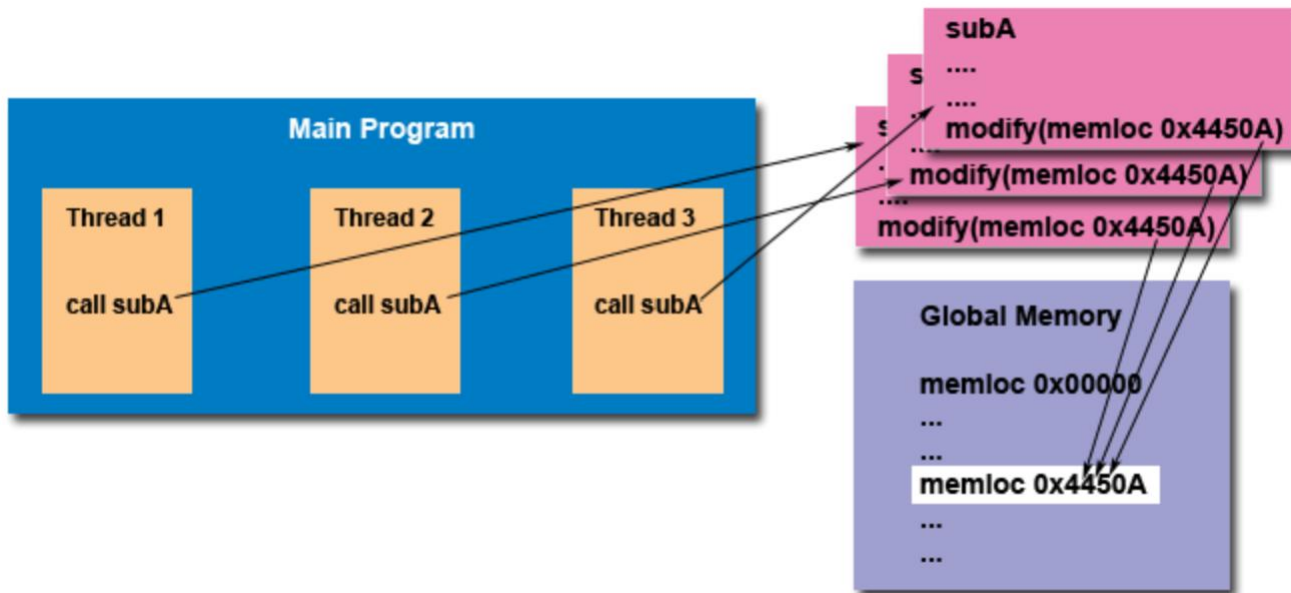 Main Program
Thread 1
call subA
Thread 2
call subA
Thread 3
call subA
subA
....
....
modify(memloc 0x4450A)
s
..
....
modify(memloc 0x4450A)
s
..
....
modify(memloc 0x4450A)
Global Memory
memloc 0x00000
...
...
memloc 0x4450A
...
...